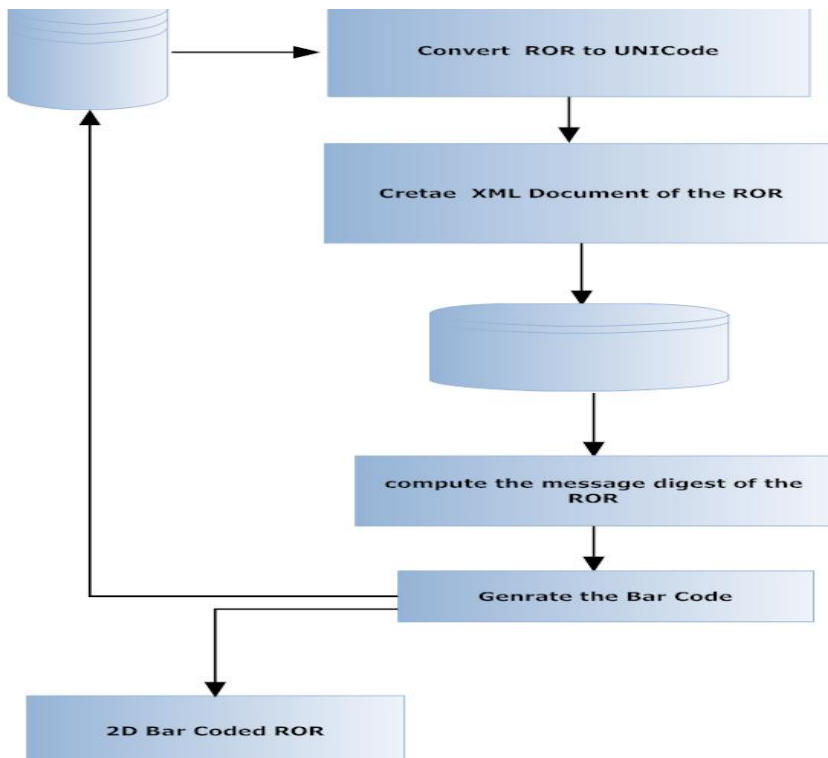 Convert ROR to UNICode
Cretae XML Document of the ROR
compute the message digest of the
ROR
Genrate the Bar Code
2D Bar Coded ROR